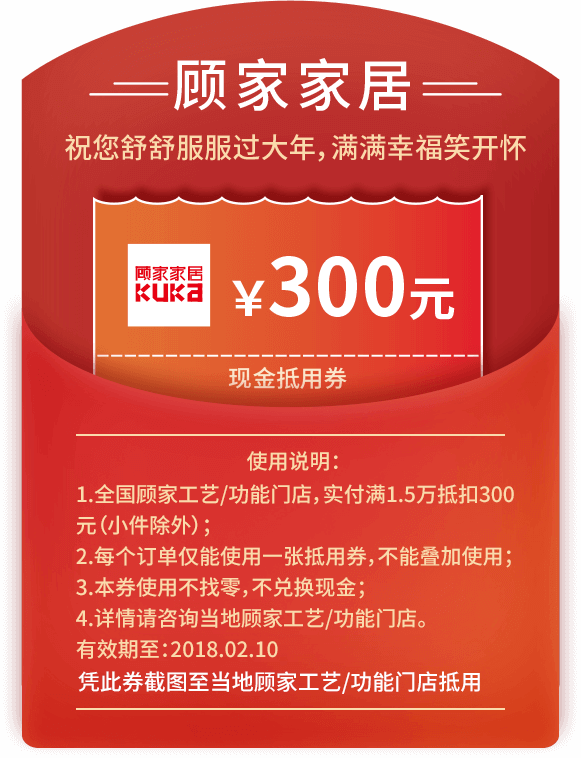 顾家家居
祝您舒舒服服过大年，满满幸福笑开怀
顾家家居
KUKa
¥300元
现金抵用券
使用说明：
1.全国顾家工艺/功能门店，实付满1.5万抵扣300
元（小件除外）；
2.每个订单仅能使用一张抵用券，不能叠加使用；
3.本券使用不找零，不兑换现金；
4.详情请咨询当地顾家工艺/功能门店。
有效期至：2018.02.10
凭此券截图至当地顾家工艺/功能门店抵用